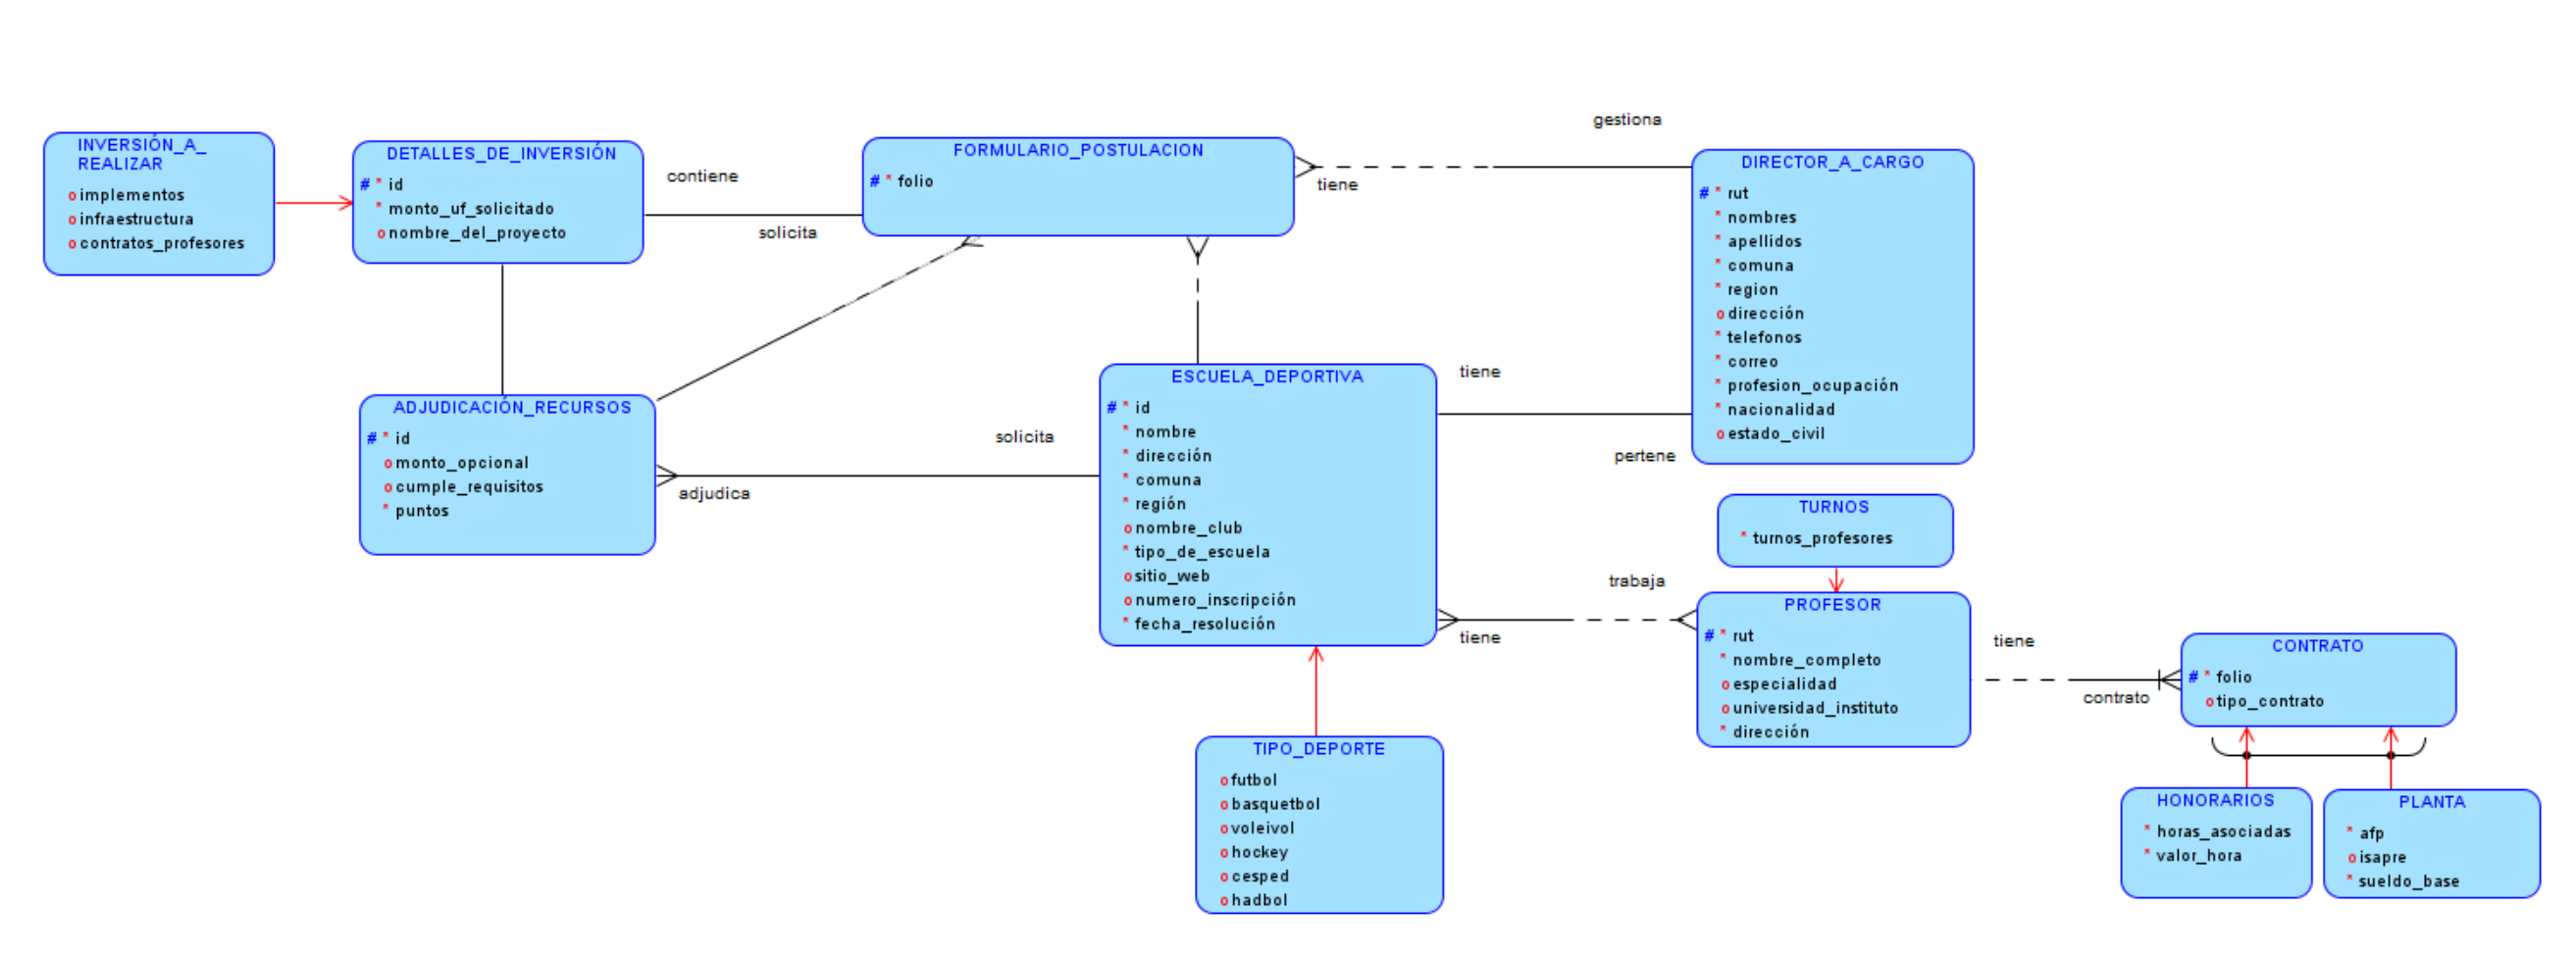 INVERSIÓN_A_
REALIZAR
o implementos
o infraestructura
o contratos_profesores
DETALLES_DE_INVERSIÓN
# * id
* monto_uf_solicitado
o nombre_del_proyecto
contiene
solicita
FORMULARIO_POSTULACION
# * folio
gestiona
tiene
DIRECTOR_A_CARGO
# * rut
* nombres
* apellidos
* comuna
* region
o dirección
* telefonos
* correo
* profesion_ocupación
* nacionalidad
o estado_civil
ADJUDICACIÓN_RECURSOS
# * id
o monto_opcional
o cumple_requisitos
* puntos
solicita
adjudica
ESCUELA_DEPORTIVA
# * id
* nombre
* dirección
* comuna
* región
o nombre_club
* tipo_de_escuela
o sitio_web
o numero_inscripción
* fecha_resolución
tiene
pertene
TURNOS
* turnos_profesores
trabaja
tiene
PROFESOR
# * rut
* nombre_completo
o especialidad
o universidad_instituto
* dirección
tiene
contrato
CONTRATO
# * folio
o tipo_contrato
TIPO_DEPORTE
o futbol
o basquetbol
o voleivol
o hockey
o cesped
o hadbol
HONORARIOS
* horas_asociadas
* valor_hora
PLANTA
* afp
o isapre
* sueldo_base